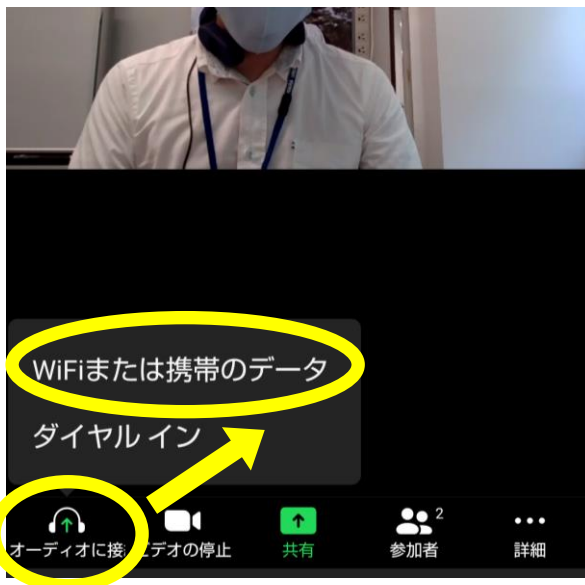 WiFiまたは携帯のデータ
ダイヤル イン
2
オーディオに接
ビデオの停止
共有
参加者
詳細